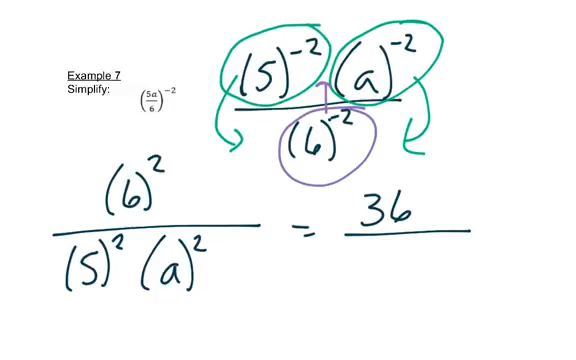 Example 7
Simplify:
(5a/6)^-2
(5)^-2 (a)^-2
(6)^-2
(6)^2
(5)^2 (a)^2
= 36